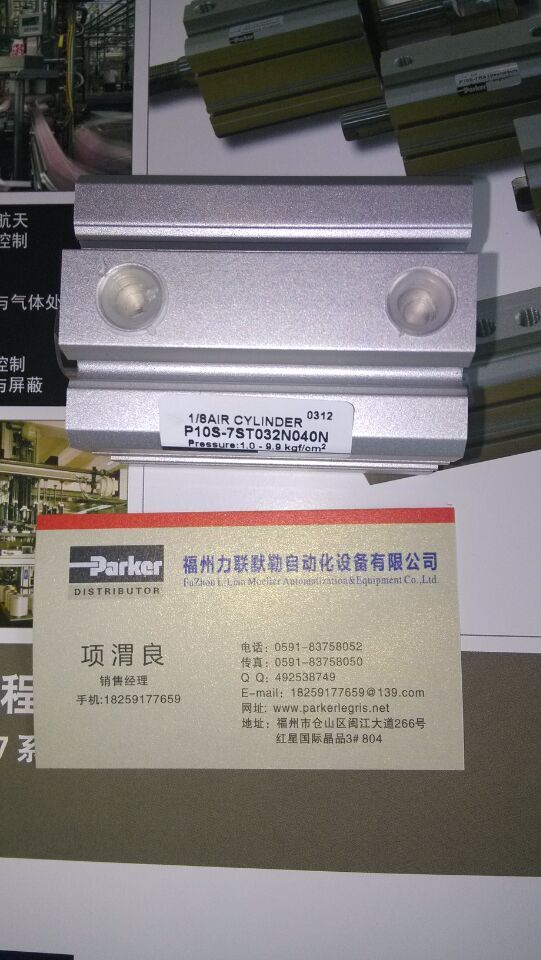 Parker
航天
控制
与气体处
控制
与屏蔽
1/8AIR CYLINDER 0312
P10S-7ST032N040N
Pressure:1.0 - 9.9 kgf/cm²
Parker
DISTRIBUTOR
福州力联默勒自动化设备有限公司
Co.,Ltd.
项渭良
销售经理
手机:18259177659
电话: 0591-83758052
传真: 0591-83758050
Q Q: 492538749
E-mail: 18259177659@139.com
网址: www.parkerlegris.net
地址: 福州市仓山区闽江大道266号
红星国际晶品3# 804
程
7 系